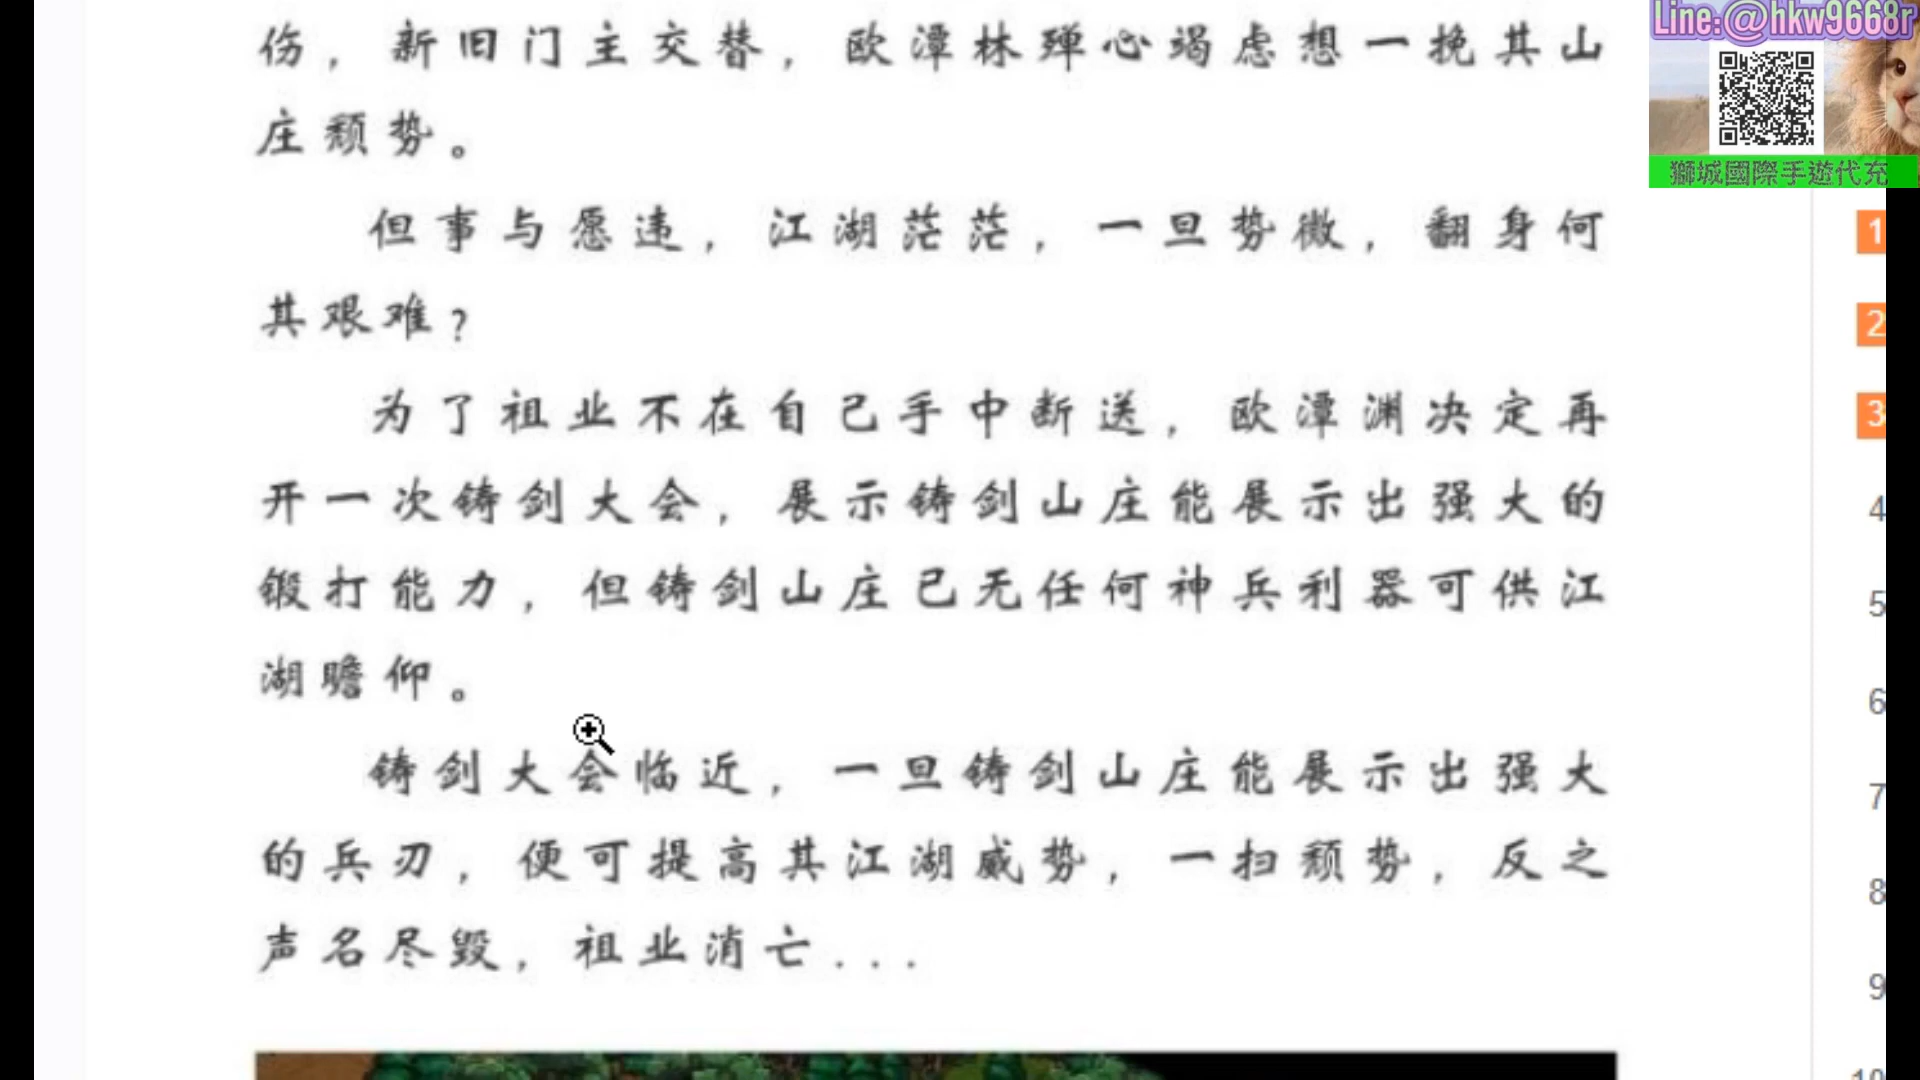 伤，新旧门主交替，欧潭林殚心竭虑想一挽其山
庄颓势。
但事与愿违，江湖茫茫，一旦势微，翻身何
其艰难？
为了祖业不在自己手中断送，欧潭渊决定再
开一次铸剑大会，展示铸剑山庄能展示出强大的
锻打能力，但铸剑山庄已无任何神兵利器可供江
湖瞻仰。
铸剑大会临近，一旦铸剑山庄能展示出强大
的兵刃，便可提高其江湖威势，一扫颓势，反之
声名尽毁，祖业消亡...
Line:@hkw9668r
獅城國際手遊代充
1
2
3
4
5
6
7
8
9
10